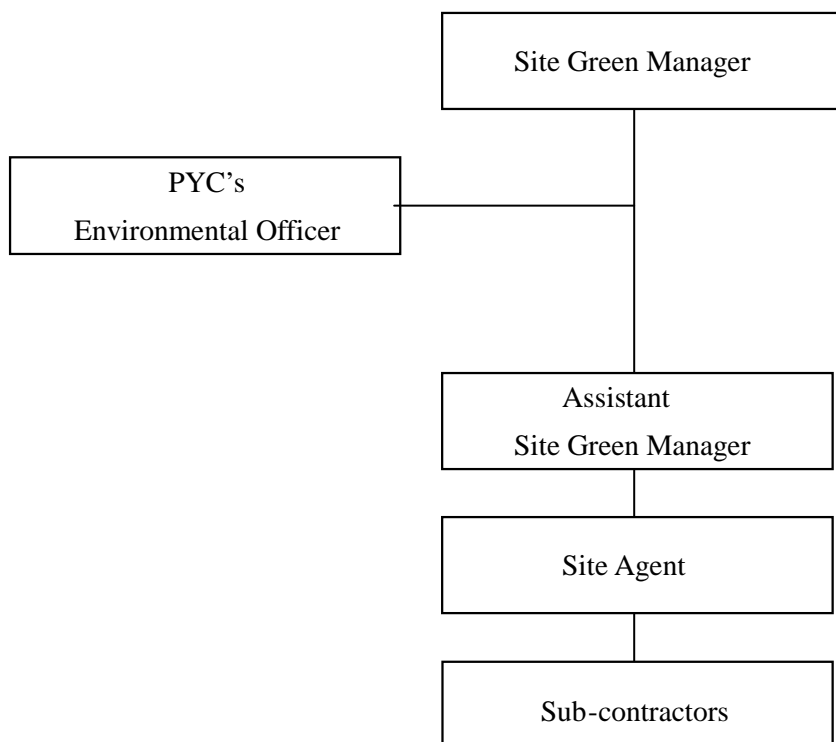 Site Green Manager
PYC's
Environmental Officer
Assistant
Site Green Manager
Site Agent
Sub-contractors